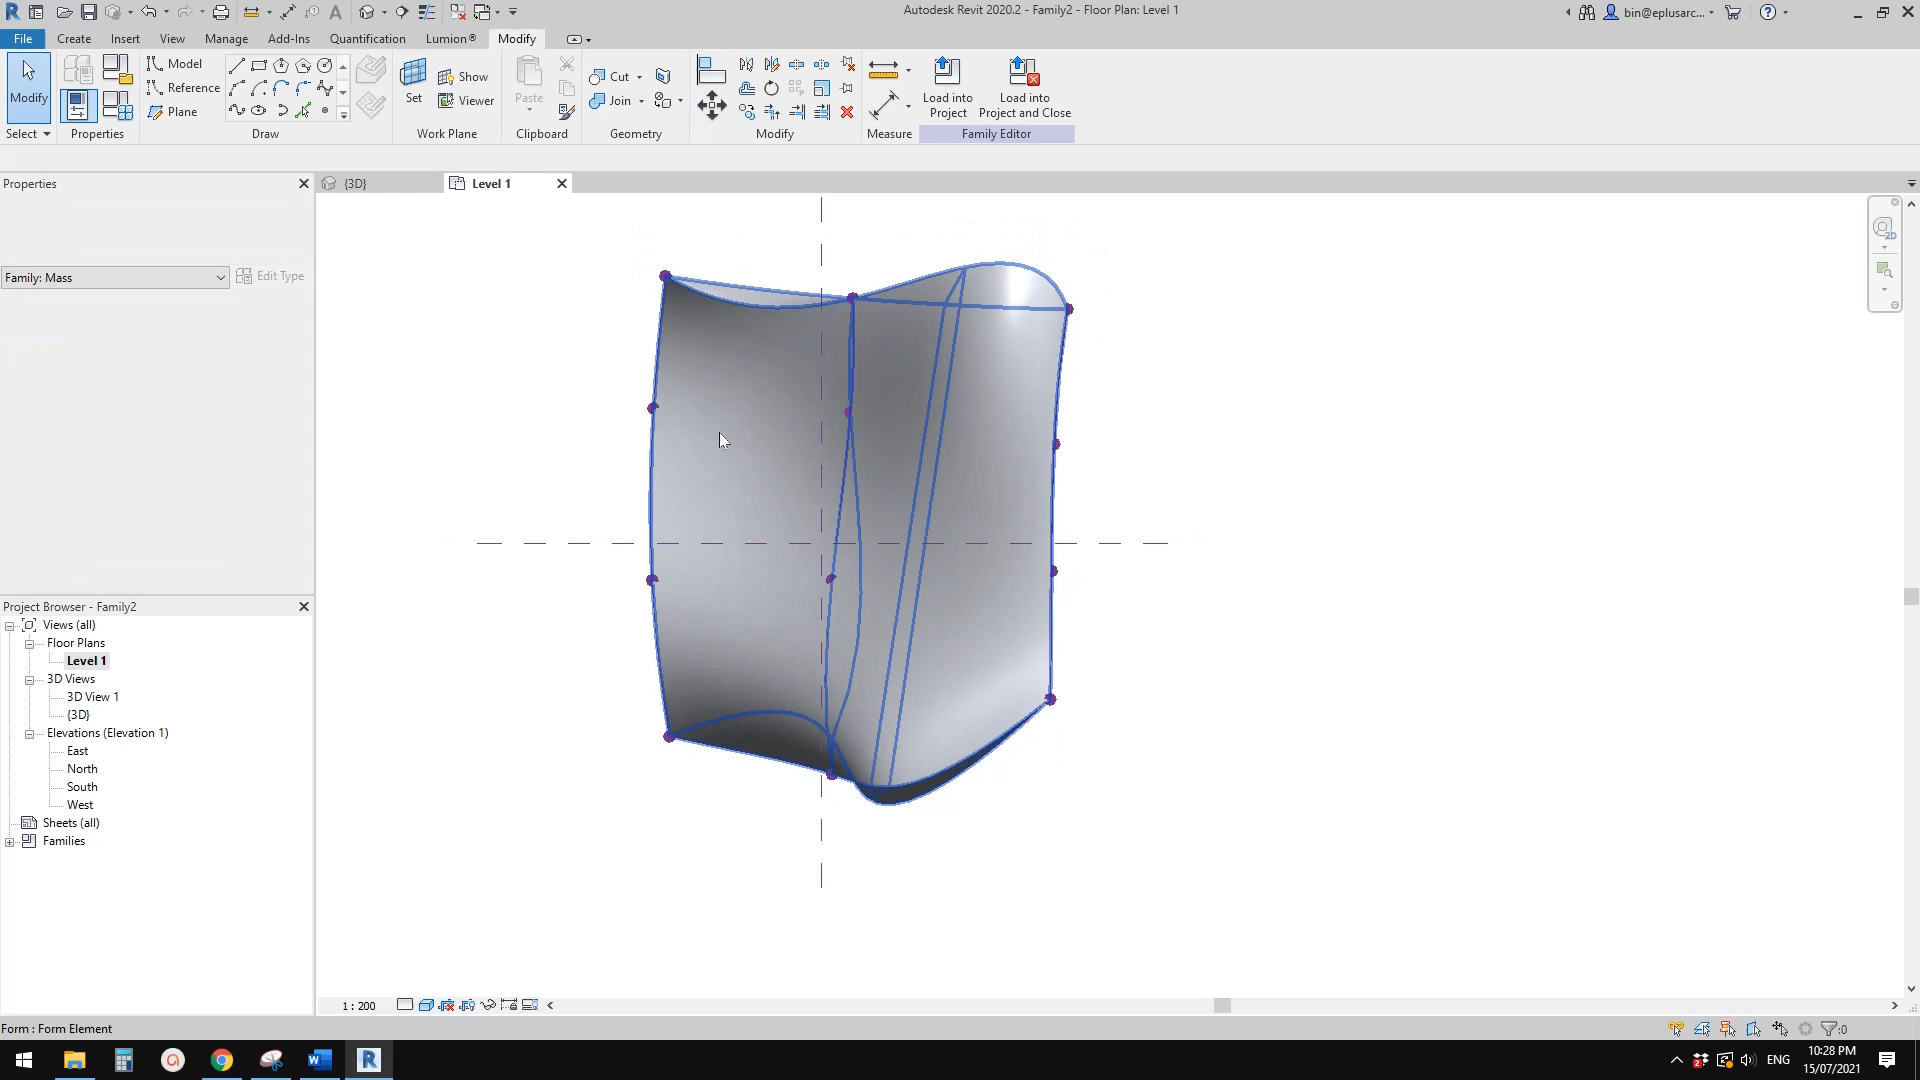 Autodesk Revit 2020.2 - Family2 - Floor Plan: Level 1
bin@eplusarc...
File Create Insert Annotate View Manage Add-Ins Quantification Lumion® Modify
Modify
Select
Properties
Model
Reference
Plane
Draw
Set
Show
Viewer
Work Plane
Paste
Clipboard
Cut
Join
Geometry
Modify
Measure
Load into
Project
Load into
Project and Close
Family Editor
Properties
Family: Mass
Edit Type
{3D}
Level 1
2D
Project Browser - Family2
Views (all)
Floor Plans
Level 1
3D Views
3D View 1
{3D}
Elevations (Elevation 1)
East
North
South
West
Sheets (all)
Families
1 : 200
Form : Form Element
:0
ENG
10:28 PM
15/07/2021